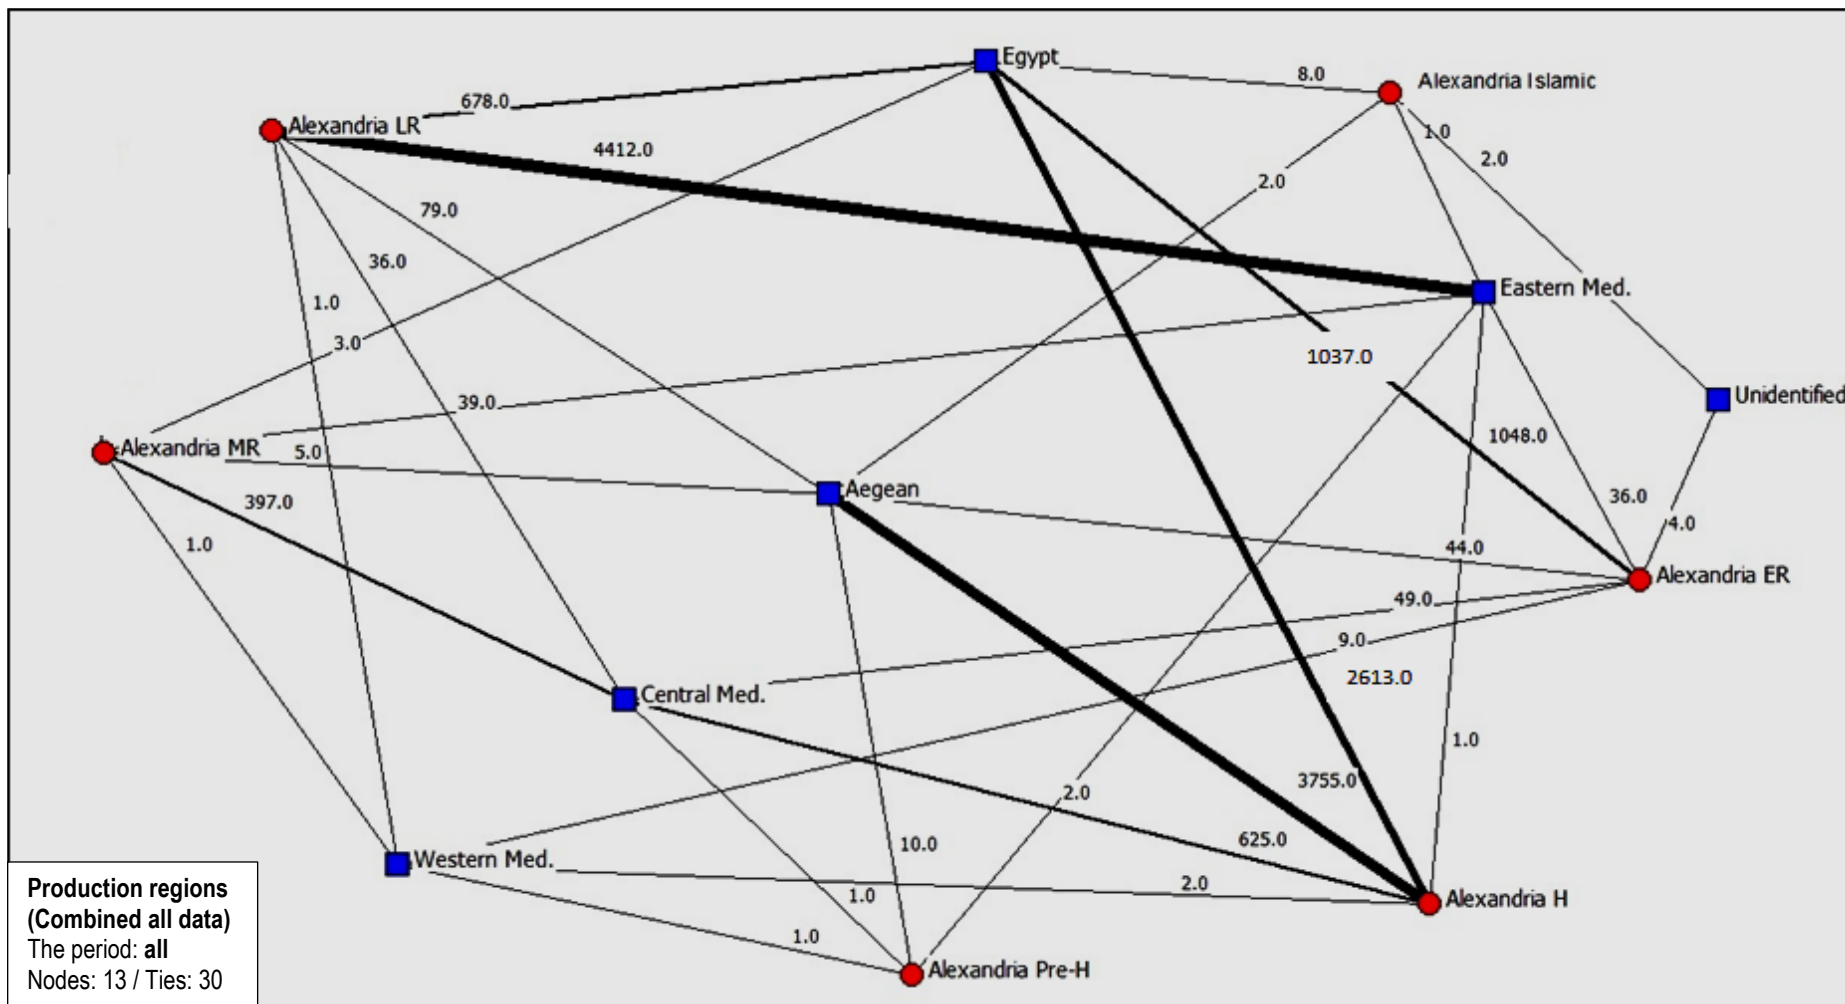 Egypt
8.0
Alexandria Islamic
678.0
Alexandria LR
4412.0
1.0
2.0
2.0
79.0
36.0
Eastern Med.
1.0
3.0
1037.0
39.0
Unidentified
Alexandria MR
5.0
1048.0
397.0
Aegean
36.0
4.0
1.0
44.0
Alexandria ER
49.0
9.0
2613.0
Central Med.
1.0
3755.0
2.0
625.0
10.0
Western Med.
2.0
1.0
Alexandria H
1.0
Alexandria Pre-H
Production regions
(Combined all data)
The period: all
Nodes: 13 / Ties: 30